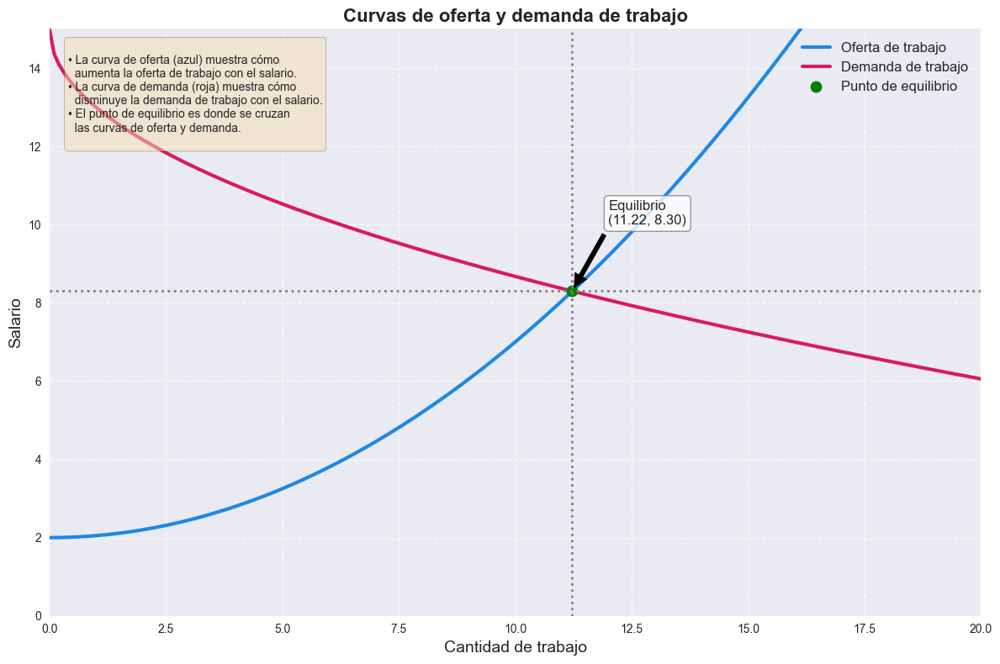 Curvas de oferta y demanda de trabajo
• La curva de oferta (azul) muestra cómo
aumenta la oferta de trabajo con el salario.
• La curva de demanda (roja) muestra cómo
disminuye la demanda de trabajo con el salario.
• El punto de equilibrio es donde se cruzan
las curvas de oferta y demanda.
Oferta de trabajo
Demanda de trabajo
Punto de equilibrio
Equilibrio
(11.22, 8.30)
Salario
14
12
10
8
6
4
2
0
0.0 2.5 5.0 7.5 10.0 12.5 15.0 17.5 20.0
Cantidad de trabajo